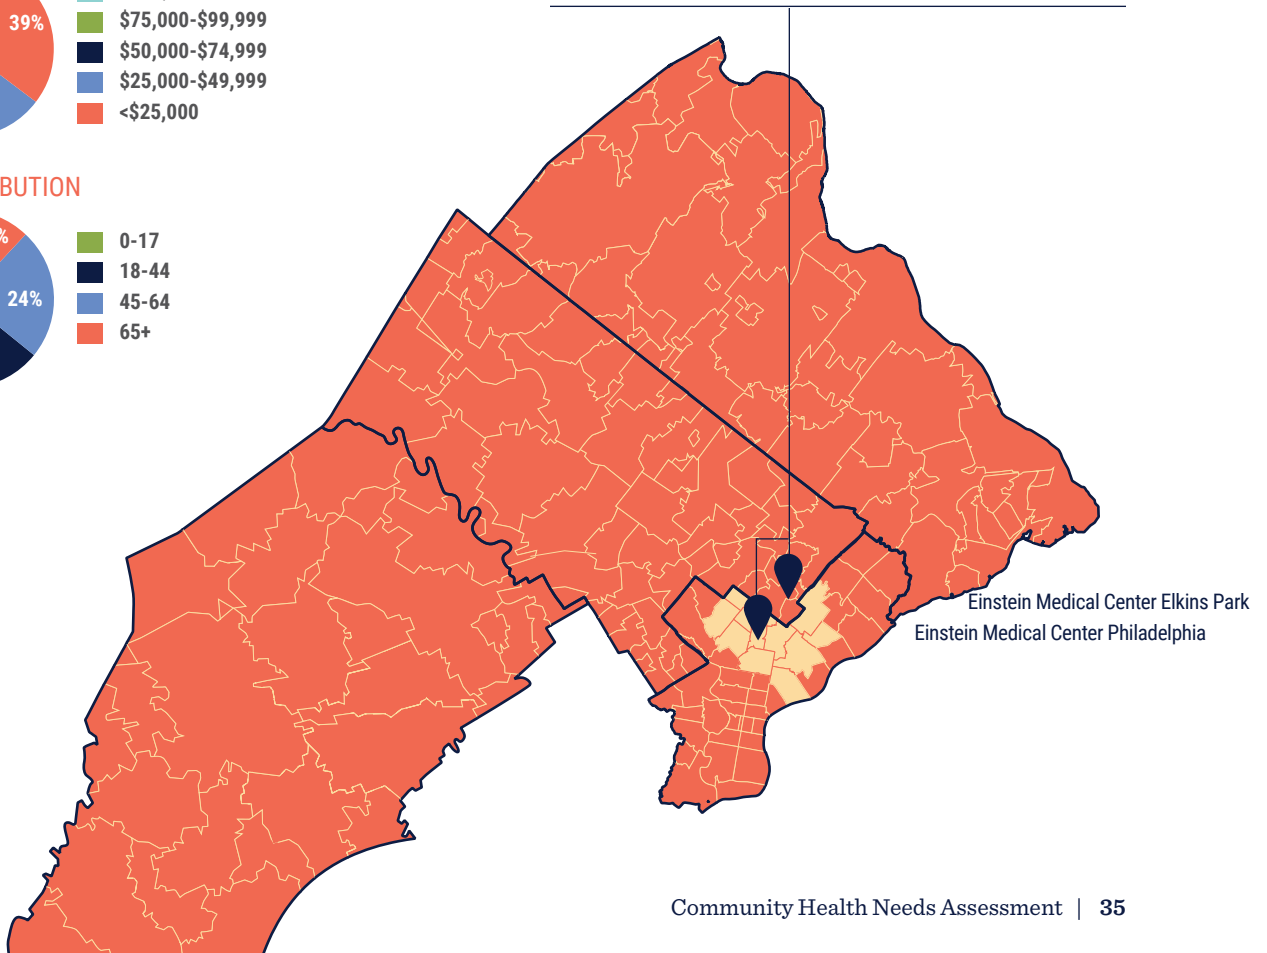 39%
$75,000-$99,999
$50,000-$74,999
$25,000-$49,999
<$25,000
BUTION
%
24%
0-17
18-44
45-64
65+
Einstein Medical Center Elkins Park
Einstein Medical Center Philadelphia
Community Health Needs Assessment | 35